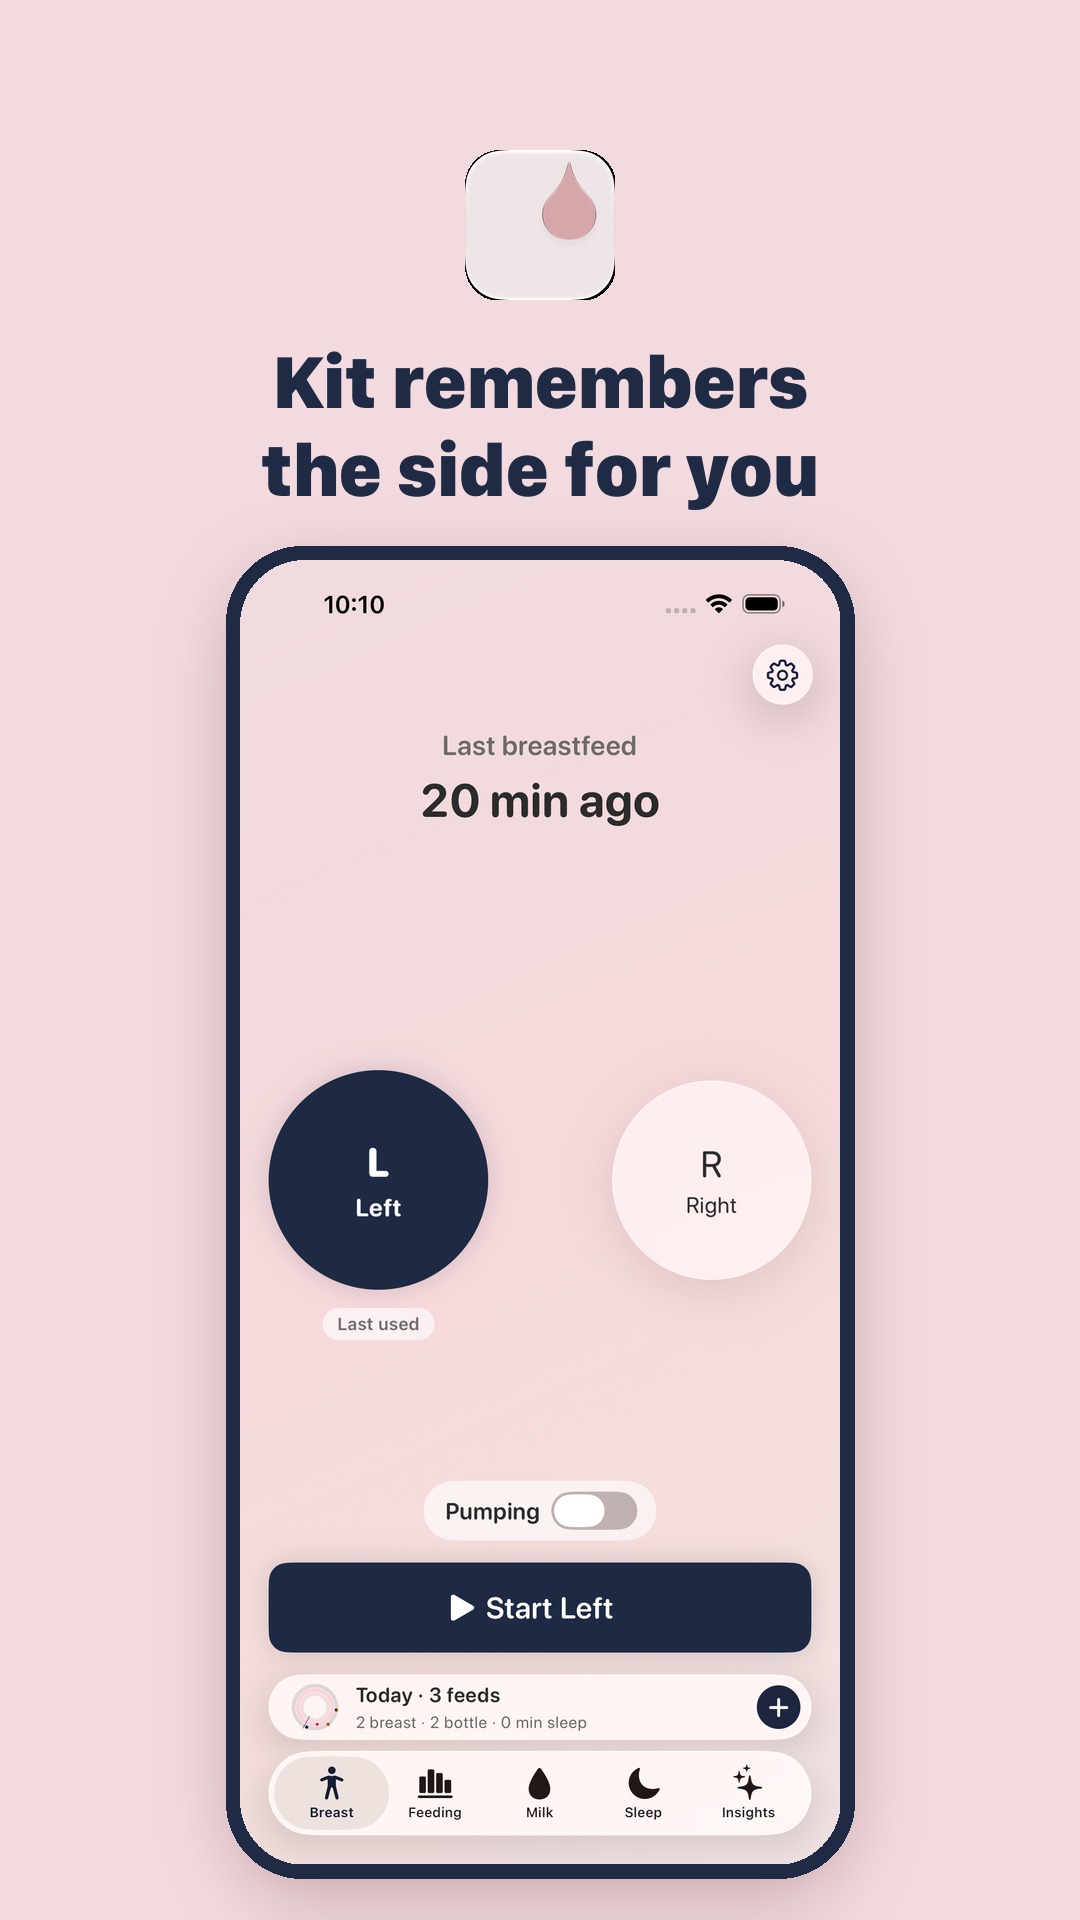 Kit remembers
the side for you
10:10
Last breastfeed
20 min ago
L
Left
R
Right
Last used
Pumping
Start Left
Today · 3 feeds
2 breast · 2 bottle · 0 min sleep
Breast
Feeding
Milk
Sleep
Insights